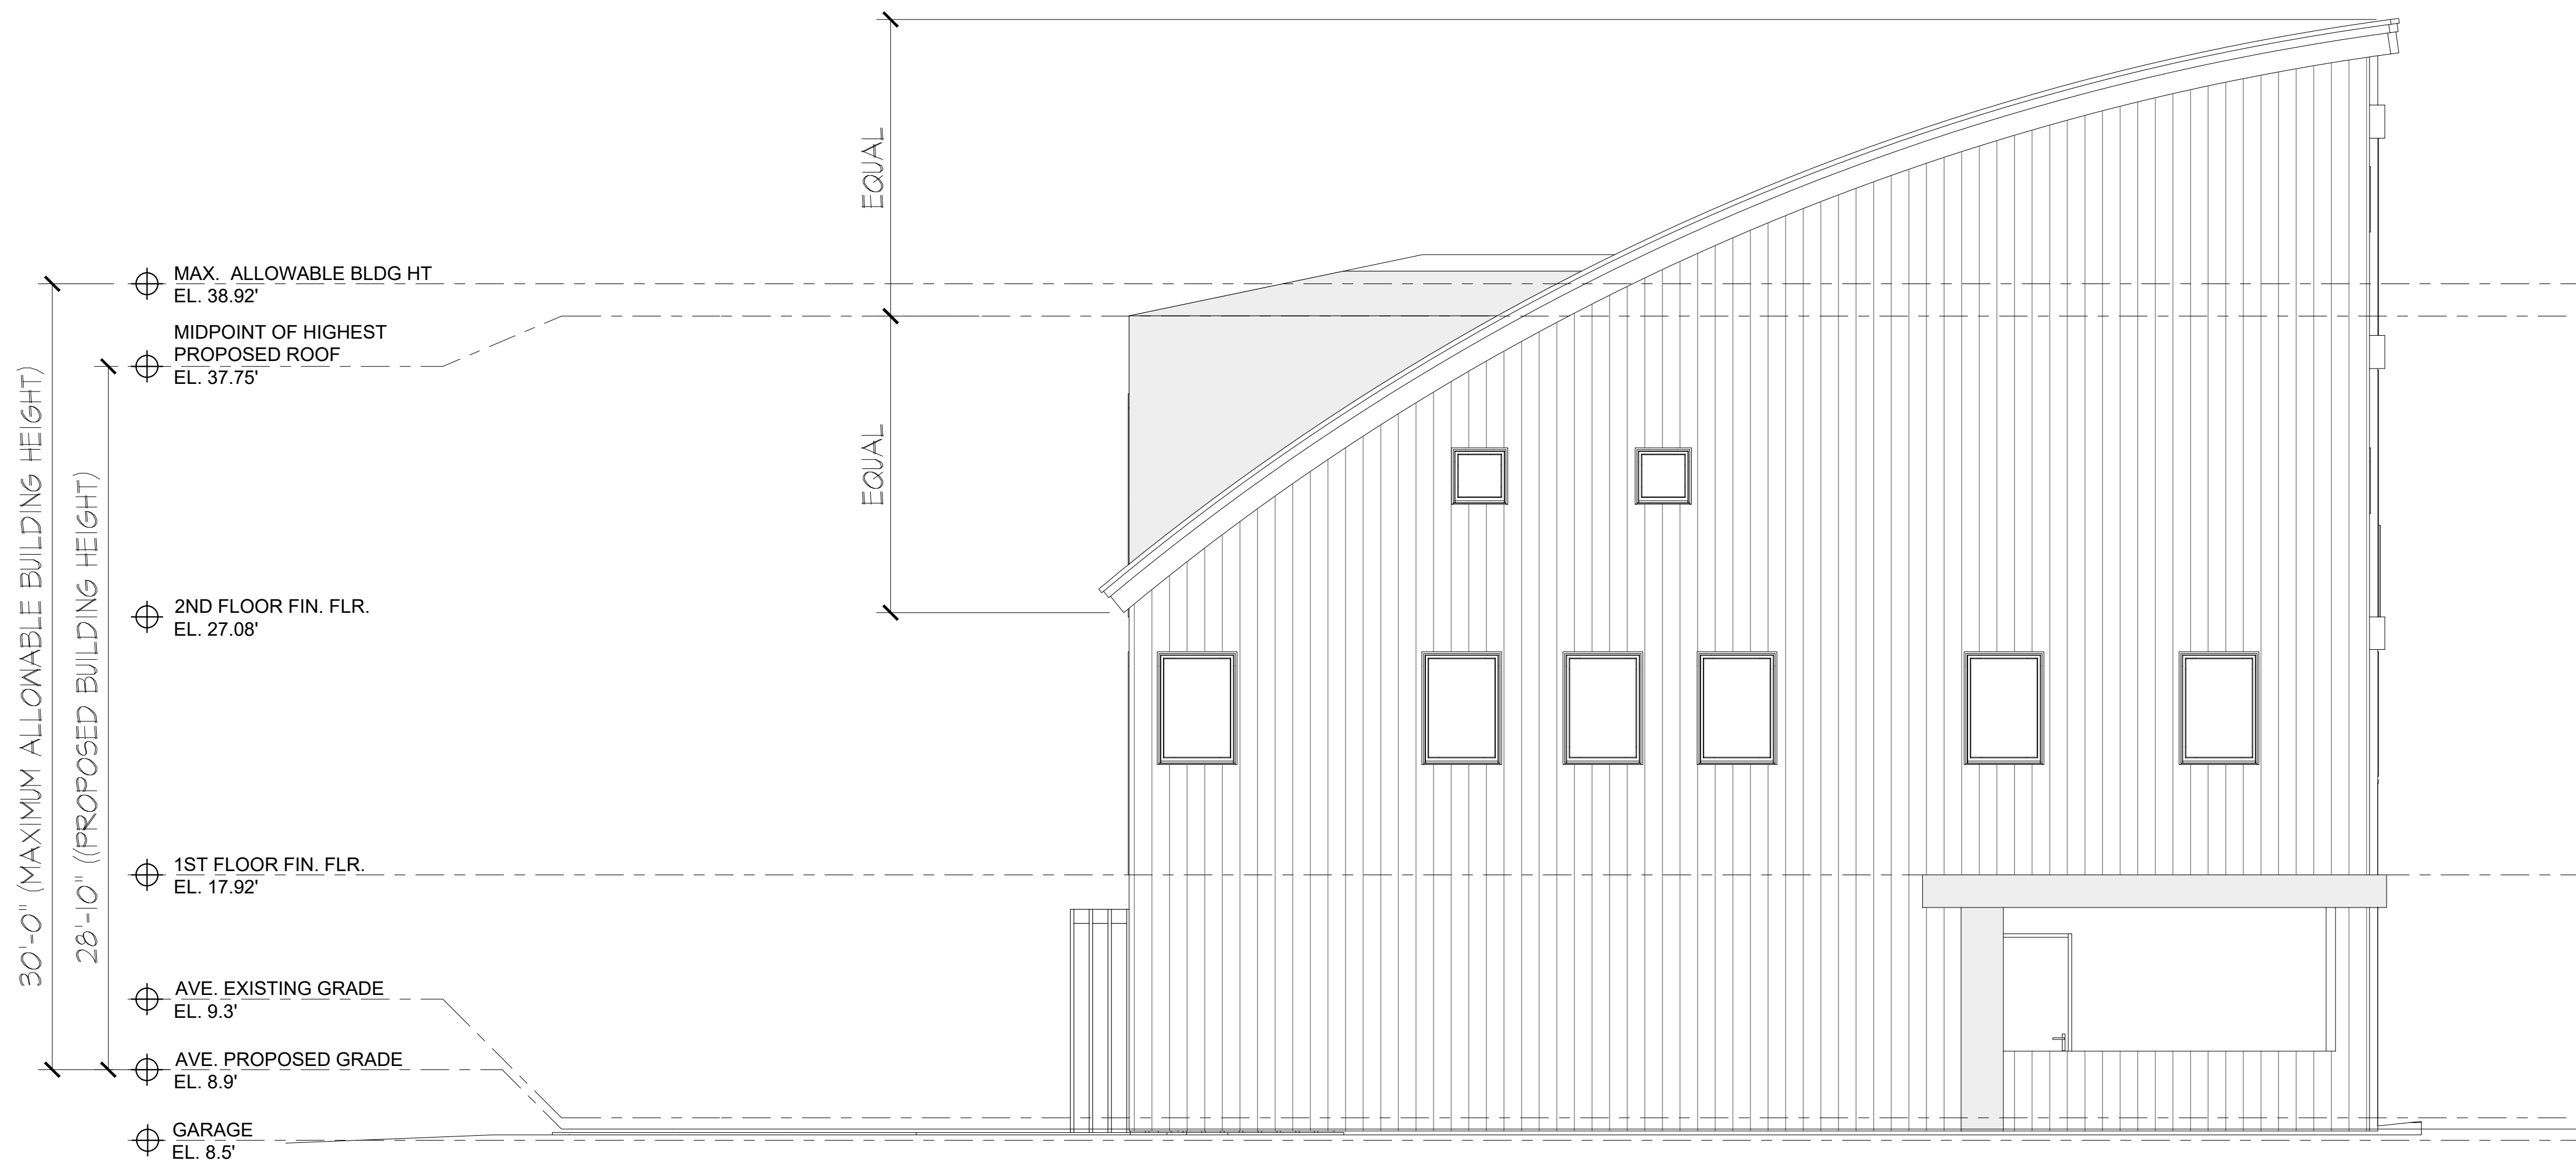 EQUAL
EQUAL
MAX. ALLOWABLE BLDG HT
EL. 38.92'
MIDPOINT OF HIGHEST
PROPOSED ROOF
EL. 37.75'
2ND FLOOR FIN. FLR.
EL. 27.08'
1ST FLOOR FIN. FLR.
EL. 17.92'
AVE. EXISTING GRADE
EL. 9.3'
AVE. PROPOSED GRADE
EL. 8.9'
GARAGE
EL. 8.5'
30'-0" (MAXIMUM ALLOWABLE BUILDING HEIGHT)
28'-10" ((PROPOSED BUILDING HEIGHT)